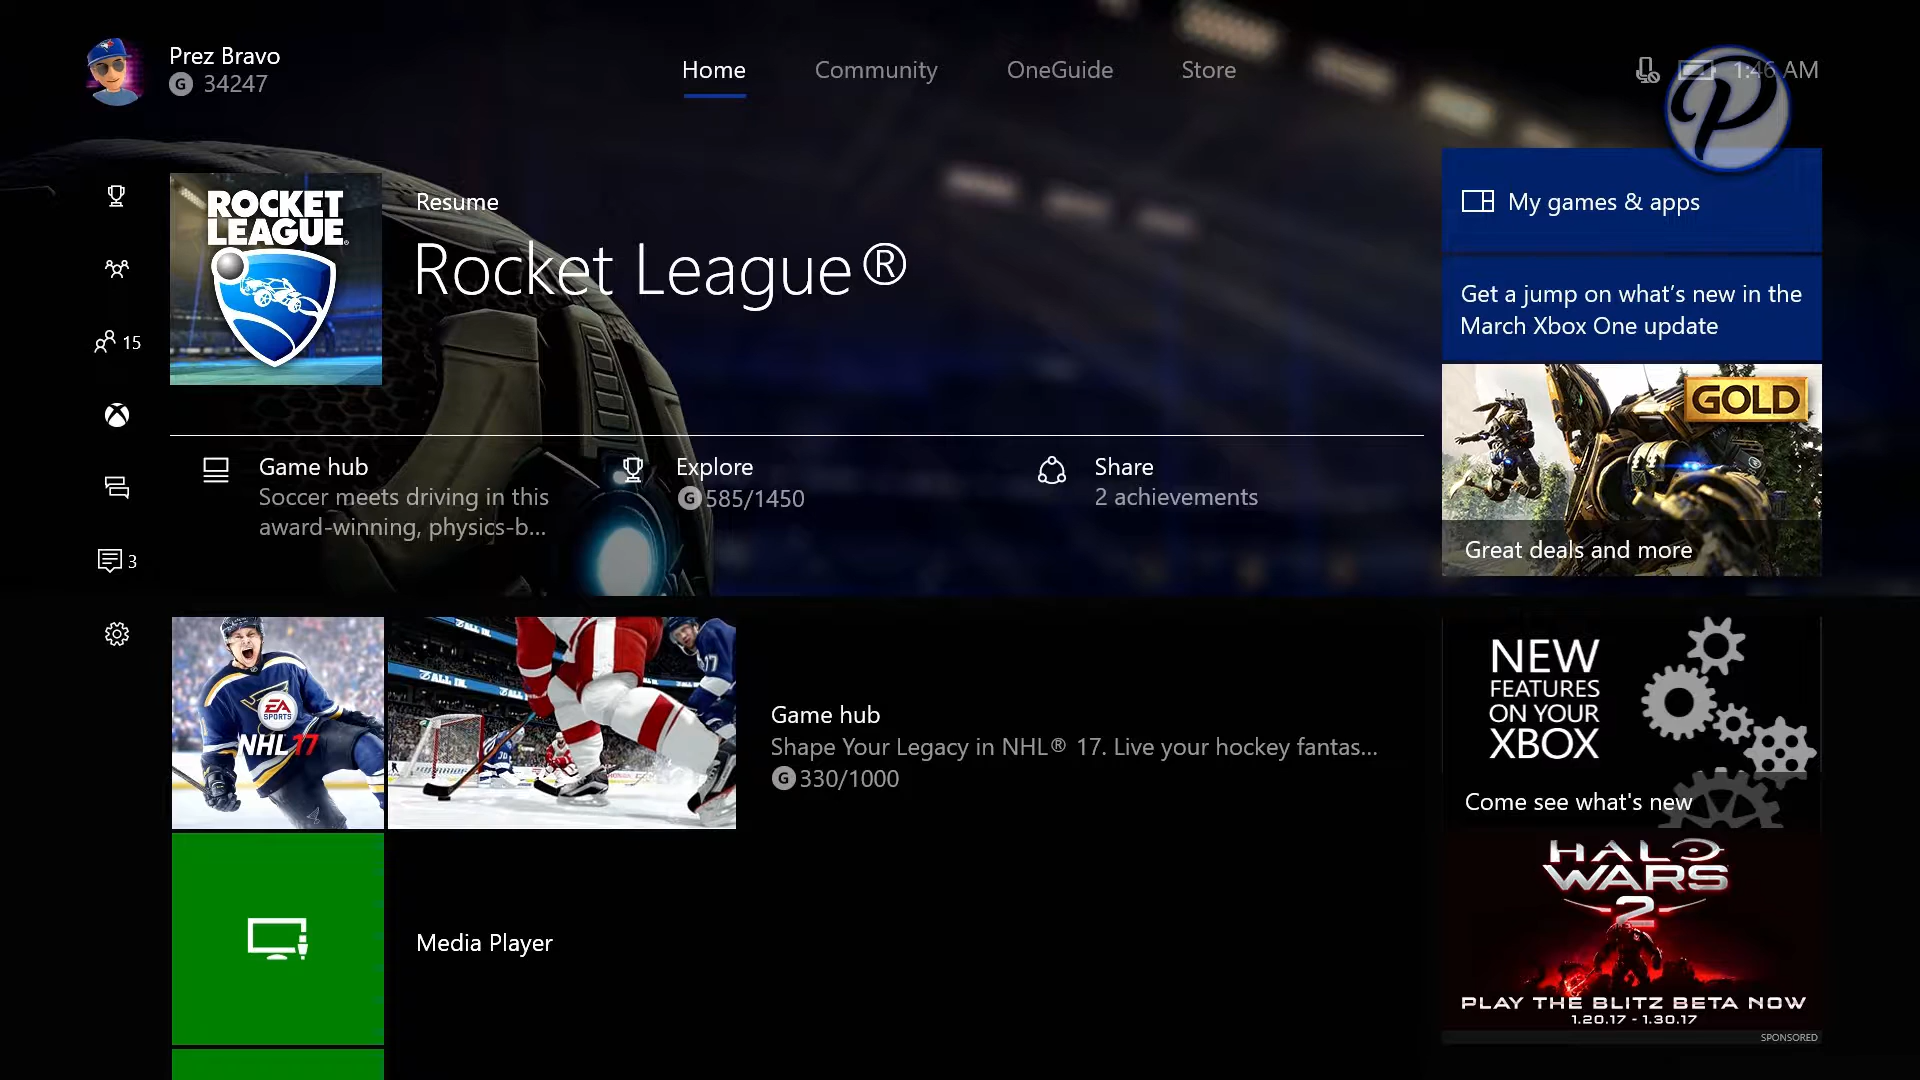 Prez Bravo
G 34247
Home
Community
OneGuide
Store
1:46 AM
P
ROCKET
LEAGUE®
Resume
Rocket League®
My games & apps
Get a jump on what's new in the
March Xbox One update
15
3
Game hub
Soccer meets driving in this
award-winning, physics-b...
Explore
G 585/1450
Share
2 achievements
GOLD
Great deals and more
EA
SPORTS
NHL 17
ALL IN.
ALL IN.
17
Game hub
Shape Your Legacy in NHL® 17. Live your hockey fantas...
G 330/1000
NEW
FEATURES
ON YOUR
XBOX
Come see what's new
Media Player
HALO
WARS
2
PLAY THE BLITZ BETA NOW
1.20.17 - 1.30.17
SPONSORED